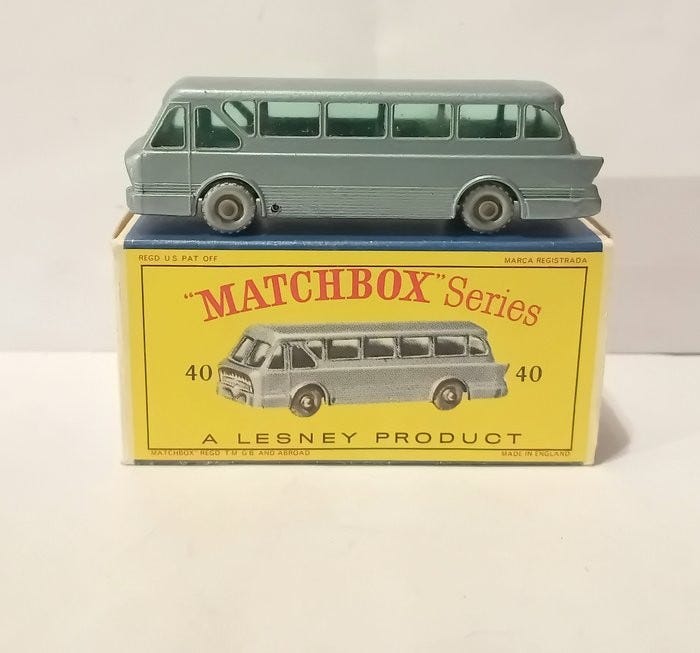 REGD U.S PAT OFF
MARCA REGISTRADA
"MATCHBOX" Series
40
40
A LESNEY PRODUCT
MATCHBOX" REGD T·M G·B AND ABROAD
MADE IN ENGLAND